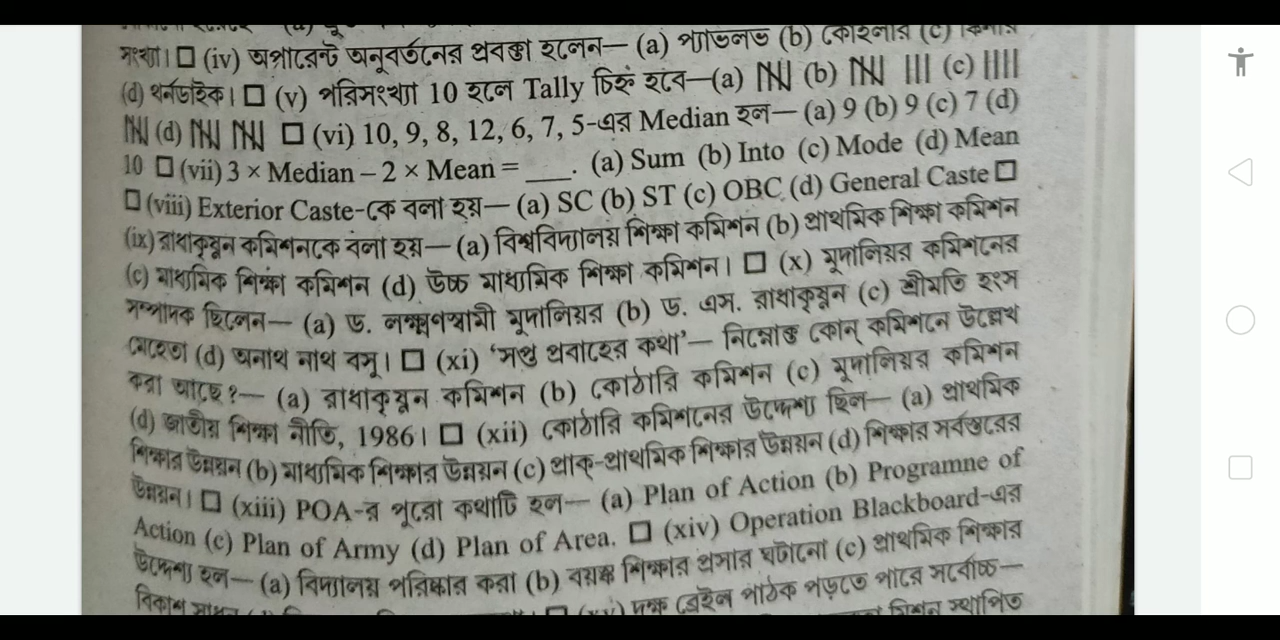 সংখ্যা। □ (iv) অপারেন্ট অনুবর্তনের প্রবক্তা হলেন— (a) প্যাভলভ (b) কোহলার (c) স্কিনার
(d) থর্নডাইক। □ (v) পরিসংখ্যা 10 হলে Tally চিহ্ন হবে—(a) 𝍸 (b) 𝍸 ||| (c) ||||
𝍸 (d) 𝍸 𝍸 □ (vi) 10, 9, 8, 12, 6, 7, 5-এর Median হল— (a) 9 (b) 9 (c) 7 (d)
10 □ (vii) 3 × Median – 2 × Mean = ___. (a) Sum (b) Into (c) Mode (d) Mean
□ (viii) Exterior Caste-কে বলা হয়— (a) SC (b) ST (c) OBC (d) General Caste □
(ix) রাধাকৃষ্ণন কমিশনকে বলা হয়— (a) বিশ্ববিদ্যালয় শিক্ষা কমিশন (b) প্রাথমিক শিক্ষা কমিশন
(c) মাধ্যমিক শিক্ষা কমিশন (d) উচ্চ মাধ্যমিক শিক্ষা কমিশন। □ (x) মুদালিয়র কমিশনের
সম্পাদক ছিলেন— (a) ড. লক্ষ্মণস্বামী মুদালিয়র (b) ড. এস. রাধাকৃষ্ণন (c) শ্রীমতি হংস
মেহেতা (d) অনাথ নাথ বসু। □ (xi) ‘সপ্ত প্রবাহের কথা’— নিম্নোক্ত কোন্ কমিশনে উল্লেখ
করা আছে?— (a) রাধাকৃষ্ণন কমিশন (b) কোঠারি কমিশন (c) মুদালিয়র কমিশন
(d) জাতীয় শিক্ষা নীতি, 1986। □ (xii) কোঠারি কমিশনের উদ্দেশ্য ছিল— (a) প্রাথমিক
শিক্ষার উন্নয়ন (b) মাধ্যমিক শিক্ষার উন্নয়ন (c) প্রাক্-প্রাথমিক শিক্ষার উন্নয়ন (d) শিক্ষার সর্বস্তরের
উন্নয়ন। □ (xiii) POA-র পুরো কথাটি হল— (a) Plan of Action (b) Programne of
Action (c) Plan of Army (d) Plan of Area. □ (xiv) Operation Blackboard-এর
উদ্দেশ্য হল— (a) বিদ্যালয় পরিষ্কার করা (b) বয়স্ক শিক্ষার প্রসার ঘটানো (c) প্রাথমিক শিক্ষার
বিকাশ সাধন □ (xv) দক্ষ ব্রেইল পাঠক পড়তে পারে সর্বোচ্চ—
মিশন স্থাপিত